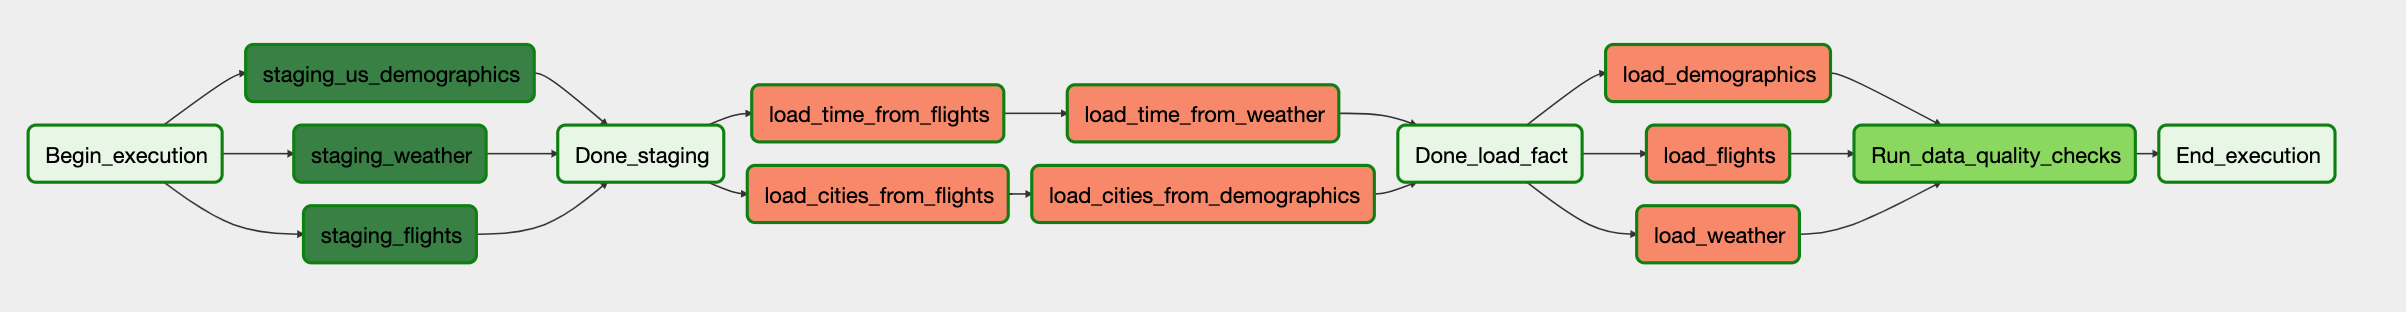 Begin_execution
staging_us_demographics
staging_weather
staging_flights
Done_staging
load_time_from_flights
load_cities_from_flights
load_time_from_weather
load_cities_from_demographics
Done_load_fact
load_demographics
load_flights
load_weather
Run_data_quality_checks
End_execution